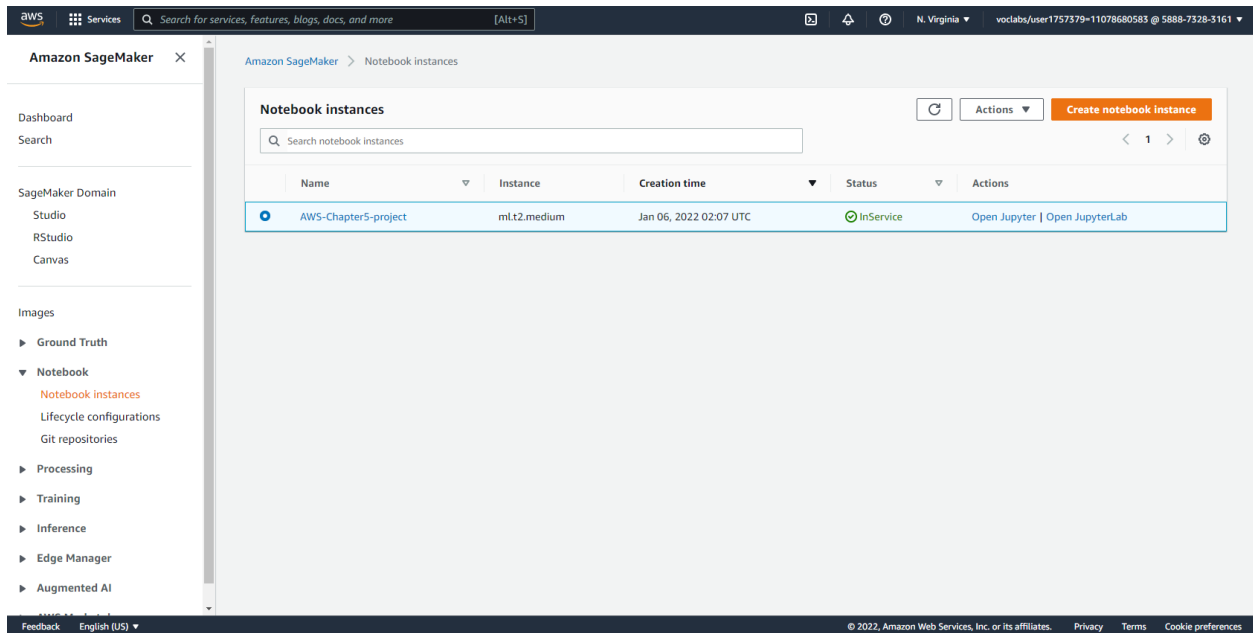 aws Services Search for services, features, blogs, docs, and more [Alt+S] N. Virginia voclabs/user1757379=11078680583 @ 5888-7328-3161
Amazon SageMaker
Dashboard
Search
SageMaker Domain
Studio
RStudio
Canvas
Images
Ground Truth
Notebook
Notebook instances
Lifecycle configurations
Git repositories
Processing
Training
Inference
Edge Manager
Augmented AI
Amazon SageMaker > Notebook instances
Notebook instances Actions Create notebook instance
Search notebook instances 1
Name Instance Creation time Status Actions
AWS-Chapter5-project ml.t2.medium Jan 06, 2022 02:07 UTC InService Open Jupyter | Open JupyterLab
Feedback English (US) © 2022, Amazon Web Services, Inc. or its affiliates. Privacy Terms Cookie preferences